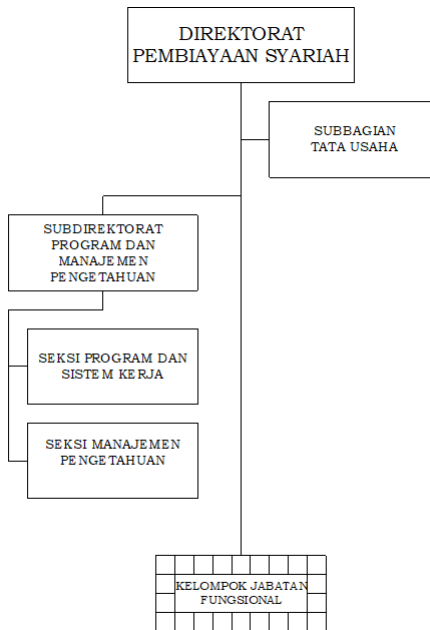 DIREKTORAT
PEMBIAYAAN SYARIAH
SUBBAGIAN
TATA USAHA
SUBDIREKTORAT
PROGRAM DAN
MANAJEMEN
PENGETAHUAN
SEKSI PROGRAM DAN
SISTEM KERJA
SEKSI MANAJEMEN
PENGETAHUAN
KELOMPOK JABATAN
FUNGSIONAL